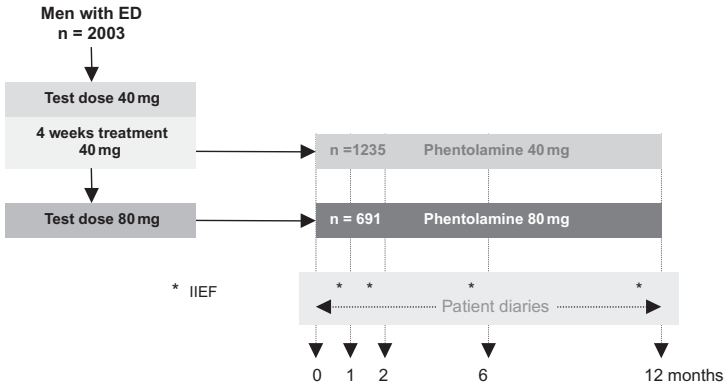 Men with ED
n = 2003
Test dose 40 mg
4 weeks treatment
40 mg
n =1235 Phentolamine 40 mg
Test dose 80 mg
n = 691 Phentolamine 80 mg
* IIEF
* * * *
Patient diaries
0 1 2 6 12 months